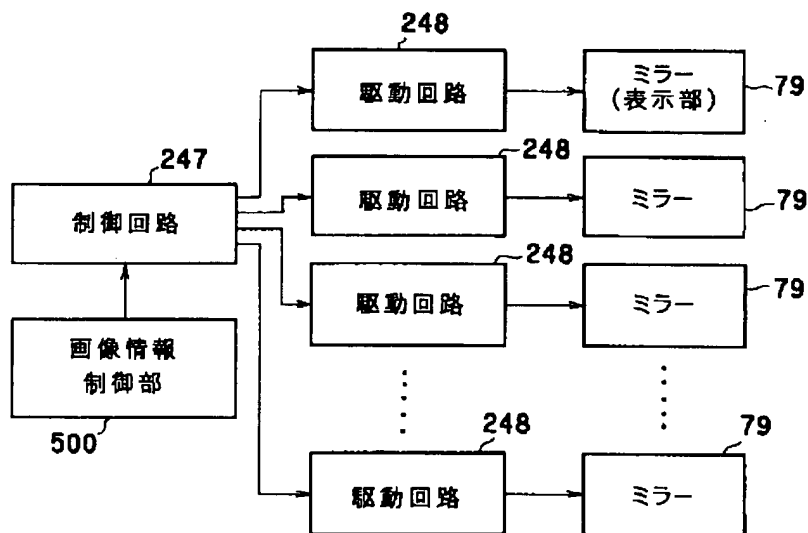 248
駆動回路
ミラー
(表示部)
79
247
制御回路
248
駆動回路
ミラー
79
248
駆動回路
ミラー
79
画像情報
制御部
500
248
駆動回路
79
ミラー